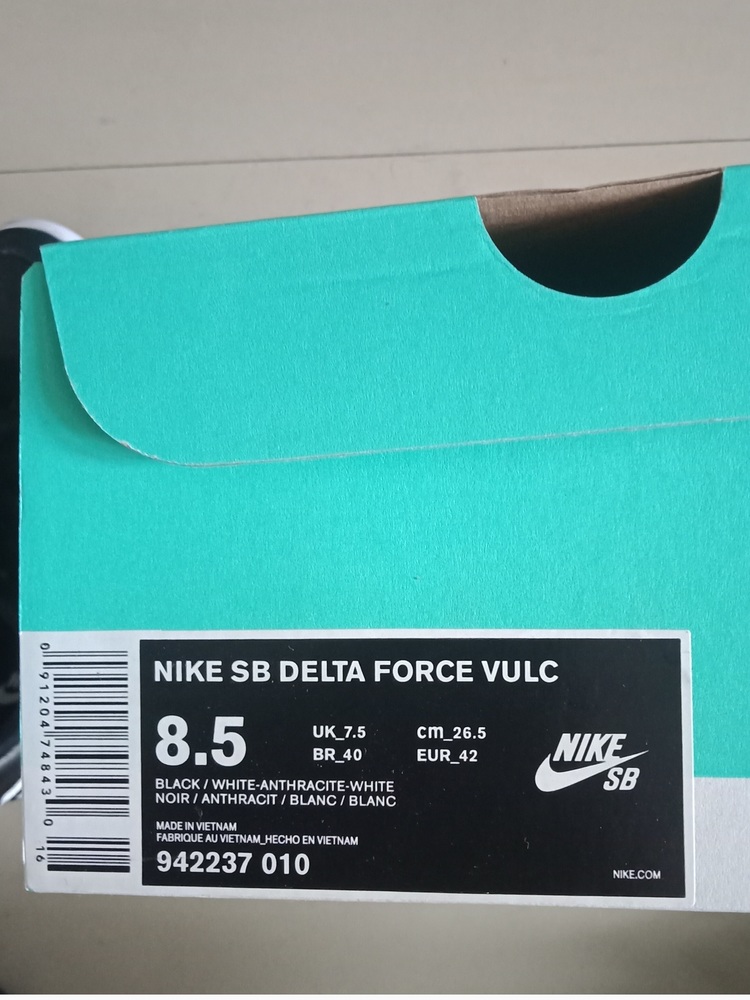 NIKE SB DELTA FORCE VULC
8.5
UK_7.5 cm_26.5
BR_40 EUR_42
NIKE
SB
BLACK / WHITE-ANTHRACITE-WHITE
NOIR / ANTHRACIT / BLANC / BLANC
MADE IN VIETNAM
FABRIQUE AU VIETNAM_HECHO EN VIETNAM
942237 010
NIKE.COM
0 91204 74843 0
16